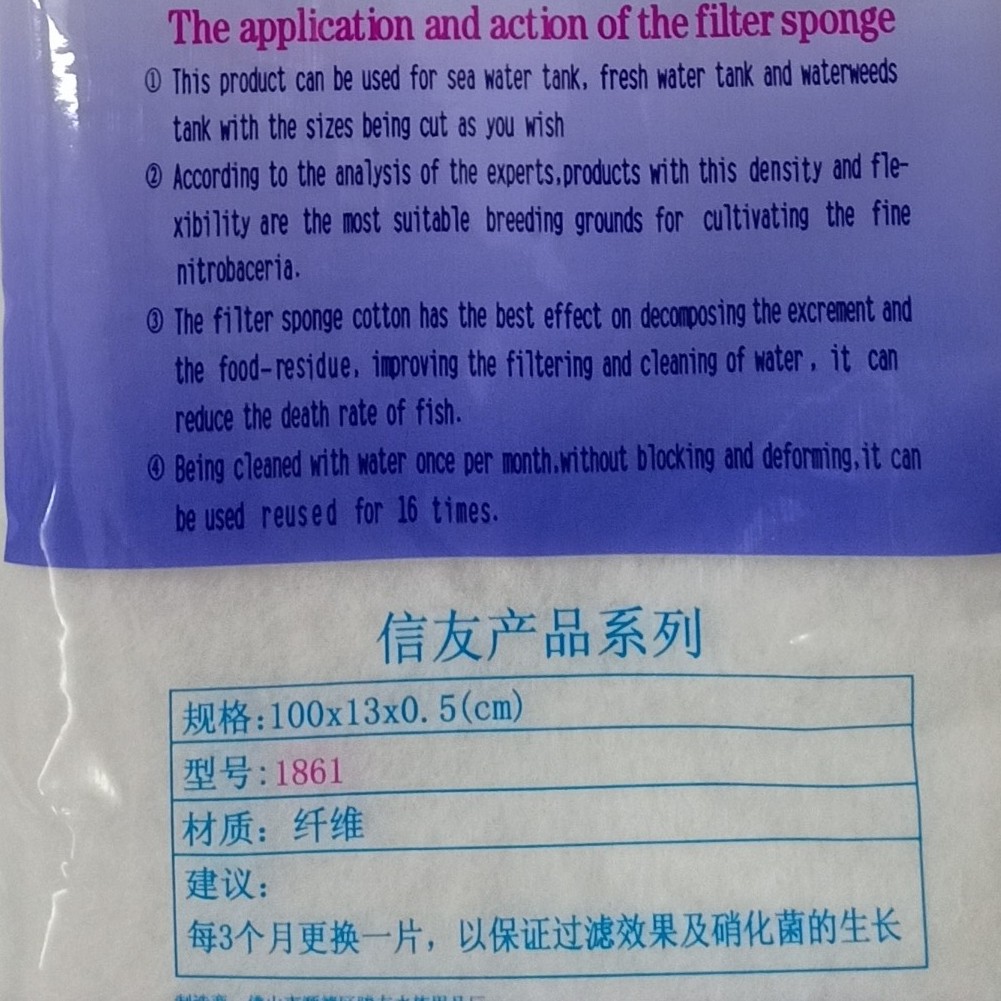 The application and action of the filter sponge
① This product can be used for sea water tank, fresh water tank and waterweeds
tank with the sizes being cut as you wish
② According to the analysis of the experts,products with this density and fle-
xibility are the most suitable breeding grounds for cultivating the fine
nitrobaceria.
③ The filter sponge cotton has the best effect on decomposing the excrement and
the food-residue, improving the filtering and cleaning of water, it can
reduce the death rate of fish.
④ Being cleaned with water once per month,without blocking and deforming,it can
be used reused for 16 times.
信友产品系列
规格:100x13x0.5(cm)
型号:1861
材质：纤维
建议：
每3个月更换一片，以保证过滤效果及硝化菌的生长